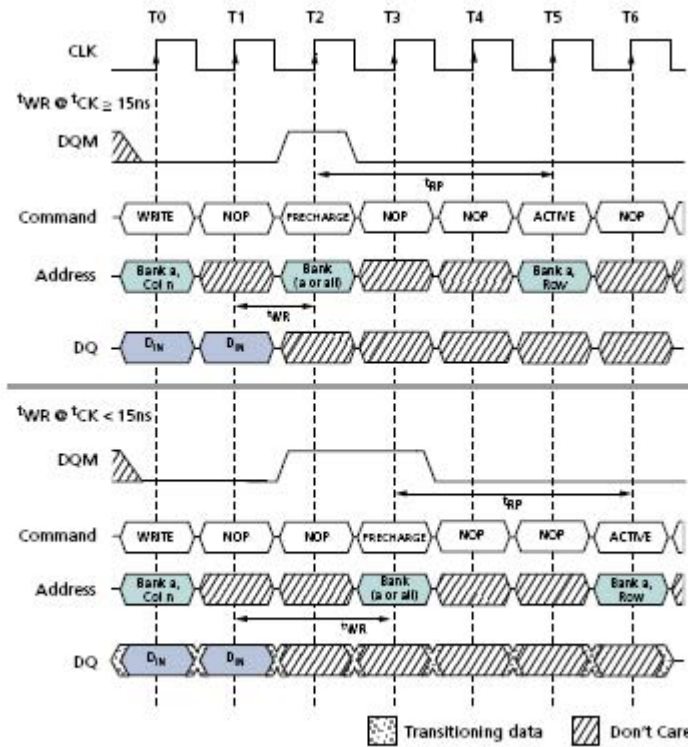 T0 T1 T2 T3 T4 T5 T6
CLK
tWR @ tCK ≥ 15ns
DQM
tRP
Command WRITE NOP PRECHARGE NOP NOP ACTIVE NOP
Address Bank a, Col n Bank (a or all) Bank a, Row
tWR
DQ DIN DIN
tWR @ tCK < 15ns
DQM
tRP
Command WRITE NOP NOP PRECHARGE NOP NOP ACTIVE
Address Bank a, Col n Bank (a or all) Bank a, Row
tWR
DQ DIN DIN
Transitioning data Don't Care